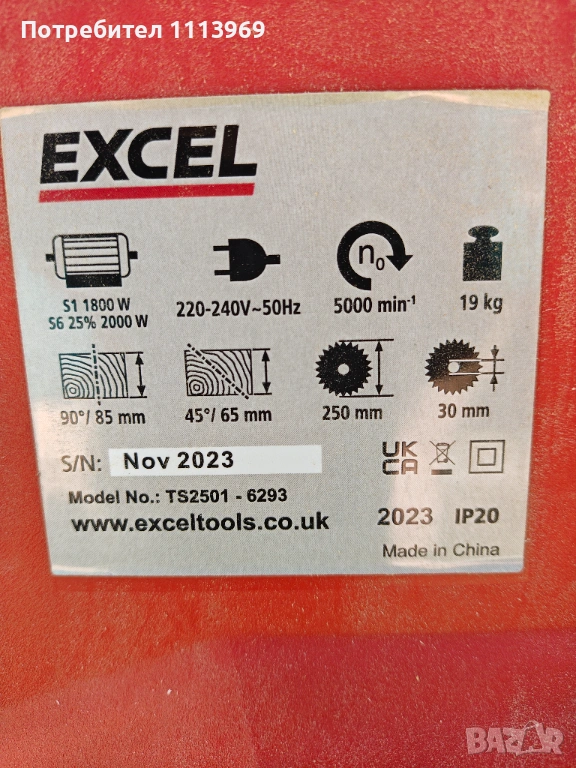 Потребител 1113969
EXCEL
S1 1800 W
S6 25% 2000 W
220-240V~50Hz
n₀
5000 min⁻¹
19 kg
90°/ 85 mm
45°/ 65 mm
250 mm
30 mm
S/N: Nov 2023
UK
CA
Model No.: TS2501 - 6293
www.exceltools.co.uk
2023 IP20
Made in China
BAZAR